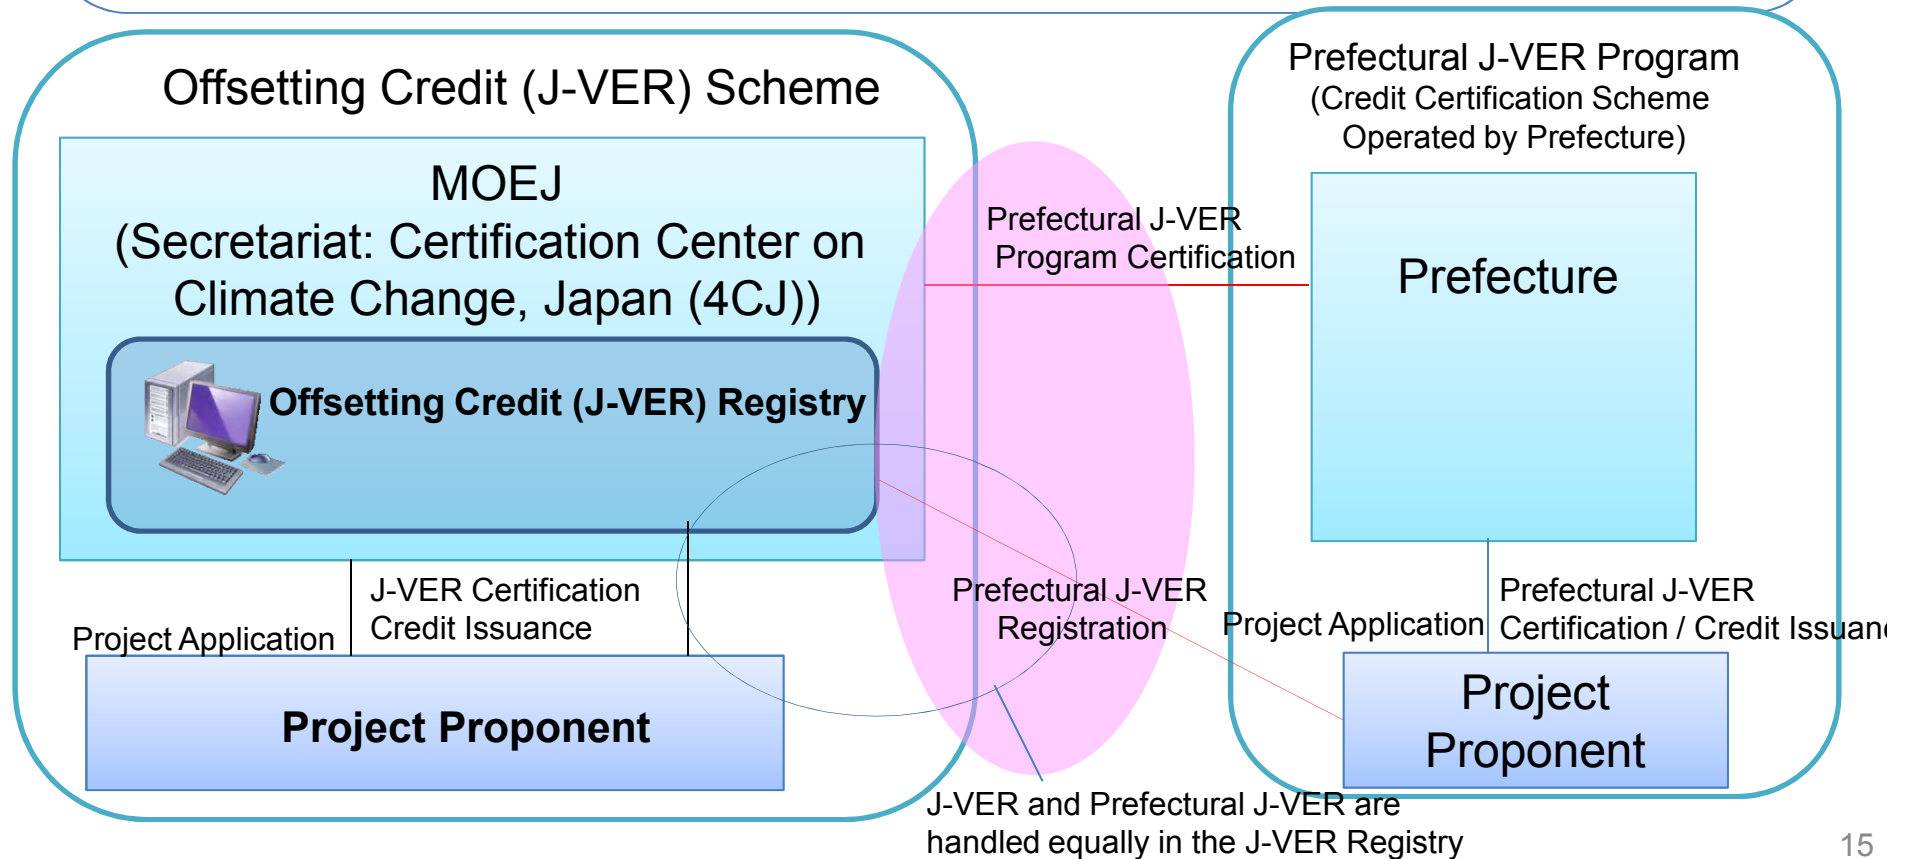 Offsetting Credit (J-VER) Scheme
MOEJ
(Secretariat: Certification Center on
Climate Change, Japan (4CJ))
Offsetting Credit (J-VER) Registry
J-VER Certification
Credit Issuance
Project Application
Project Proponent
Prefectural J-VER
Program Certification
Prefectural J-VER
Registration
J-VER and Prefectural J-VER are
handled equally in the J-VER Registry
Prefectural J-VER Program
(Credit Certification Scheme
Operated by Prefecture)
Prefecture
Project Application
Prefectural J-VER
Certification / Credit
Project
Proponent
15